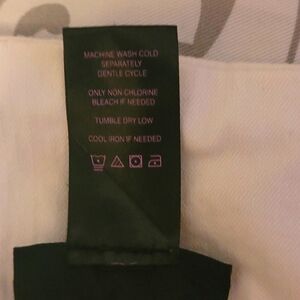 MACHINE WASH COLD
SEPARATELY
GENTLE CYCLE
ONLY NON CHLORINE
BLEACH IF NEEDED
TUMBLE DRY LOW
COOL IRON IF NEEDED